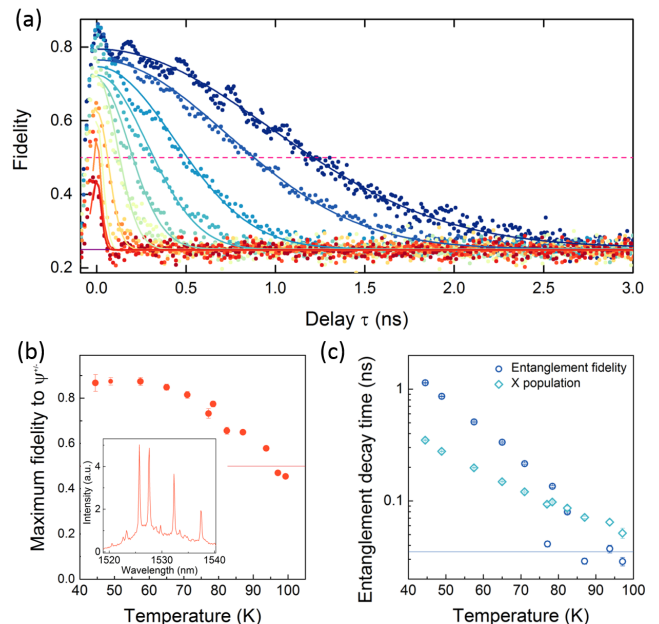 (a)
Fidelity
0.8
0.6
0.4
0.2
0.0 0.5 1.0 1.5 2.0 2.5 3.0
Delay τ (ns)
(b)
Maximum fidelity to ψ⁺/⁻
1.0
0.8
0.6
0.4
0.2
0.0
Intensity (a.u.)
4
2
0
1520 1530 1540
Wavelength (nm)
40 50 60 70 80 90 100
Temperature (K)
(c)
Entanglement decay time (ns)
1
0.1
Entanglement fidelity
X population
40 50 60 70 80 90 100
Temperature (K)